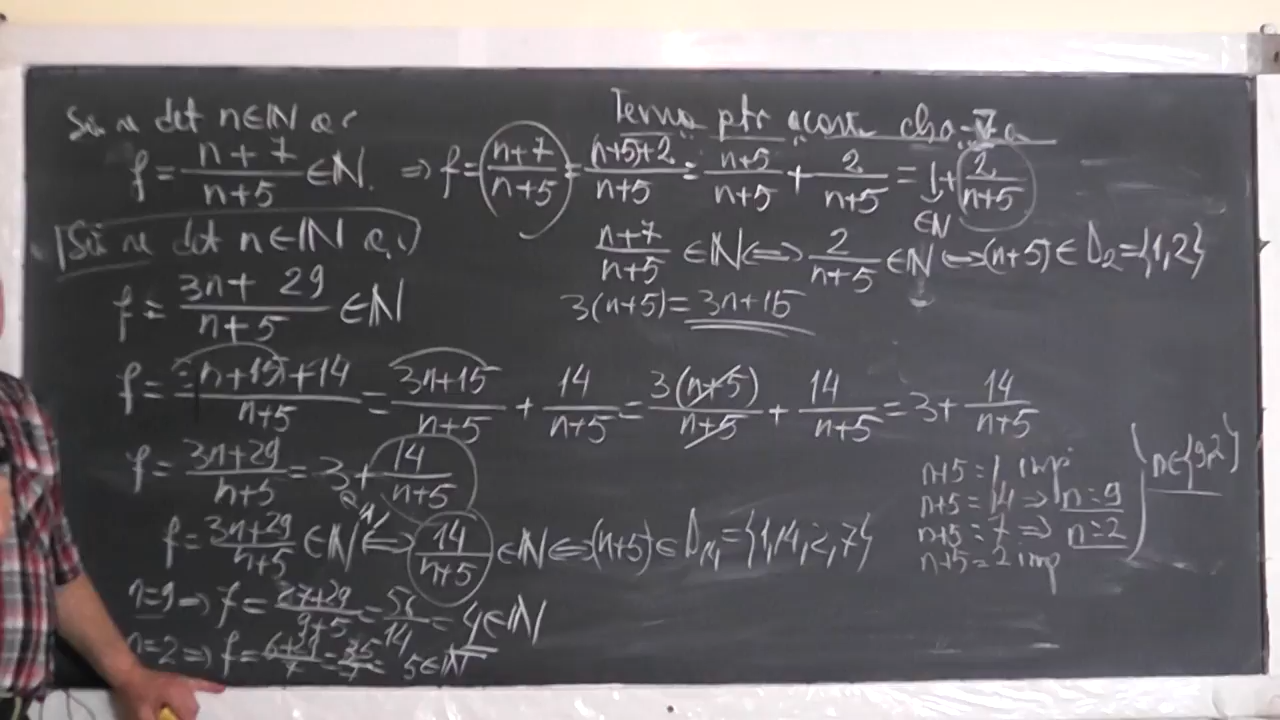 Să se det n∈ℕ a.î.
Tema ptr acasă
f = (n+7)/(n+5) ∈ ℕ. ⇒ f = (n+7)/(n+5) = ((n+5)+2)/(n+5) = (n+5)/(n+5) + 2/(n+5) = 1 + 2/(n+5)
∈ℕ
Să se det n∈ℕ a.î.
(n+7)/(n+5) ∈ ℕ ⇔ 2/(n+5) ∈ ℕ ⇔ (n+5) ∈ D₂ = {1,2}
f = (3n+29)/(n+5) ∈ ℕ
3(n+5) = 3n+15
f = (3n+15)+14/(n+5) = (3n+15)/(n+5) + 14/(n+5) = 3(n+5)/(n+5) + 14/(n+5) = 3 + 14/(n+5)
f = (3n+29)/(n+5) = 3 + 14/(n+5)
∈ℕ
f = (3n+29)/(n+5) ∈ ℕ ⇔ 14/(n+5) ∈ ℕ ⇔ (n+5) ∈ D₁₄ = {1,14,2,7}
n+5 = 1 imp
n+5 = 14 ⇒ n=9
n+5 = 7 ⇒ n=2
n+5 = 2 imp
n∈{9,2}
n=9 ⇒ f = (27+29)/(9+5) = 56/14 = 4∈ℕ
n=2 ⇒ f = (6+29)/7 = 35/7 = 5∈ℕ